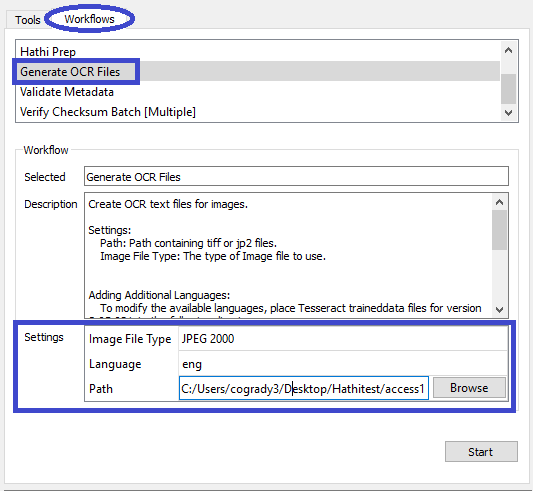 Tools Workflows
Hathi Prep
Generate OCR Files
Validate Metadata
Verify Checksum Batch [Multiple]
Workflow
Selected Generate OCR Files
Description Create OCR text files for images.
Settings:
Path: Path containing tiff or jp2 files.
Image File Type: The type of Image file to use.
Adding Additional Languages:
To modify the available languages, place Tesseract traineddata files for version
Settings Image File Type JPEG 2000
Language eng
Path C:/Users/cogrady3/Desktop/Hathitest/access1 Browse
Start